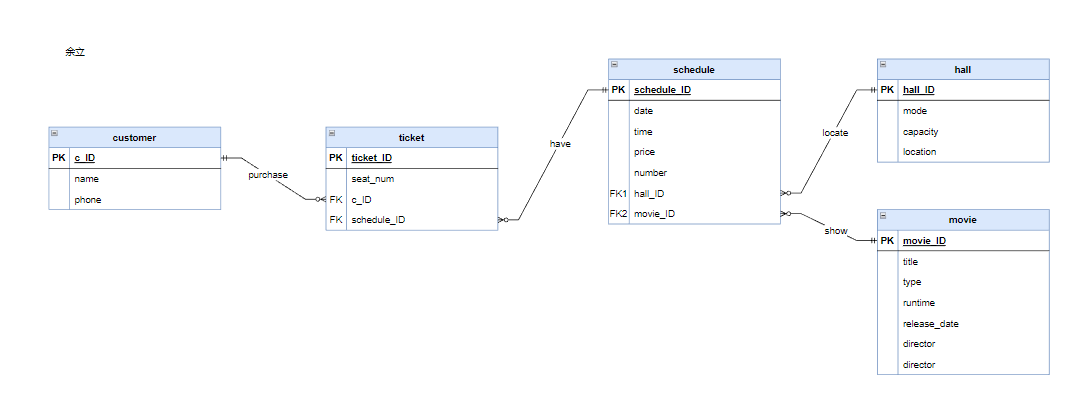 余立
customer
PK c_ID
name
phone
purchase
ticket
PK ticket_ID
seat_num
FK c_ID
FK schedule_ID
have
schedule
PK schedule_ID
date
time
price
number
FK1 hall_ID
FK2 movie_ID
locate
show
hall
PK hall_ID
mode
capacity
location
movie
PK movie_ID
title
type
runtime
release_date
director
director